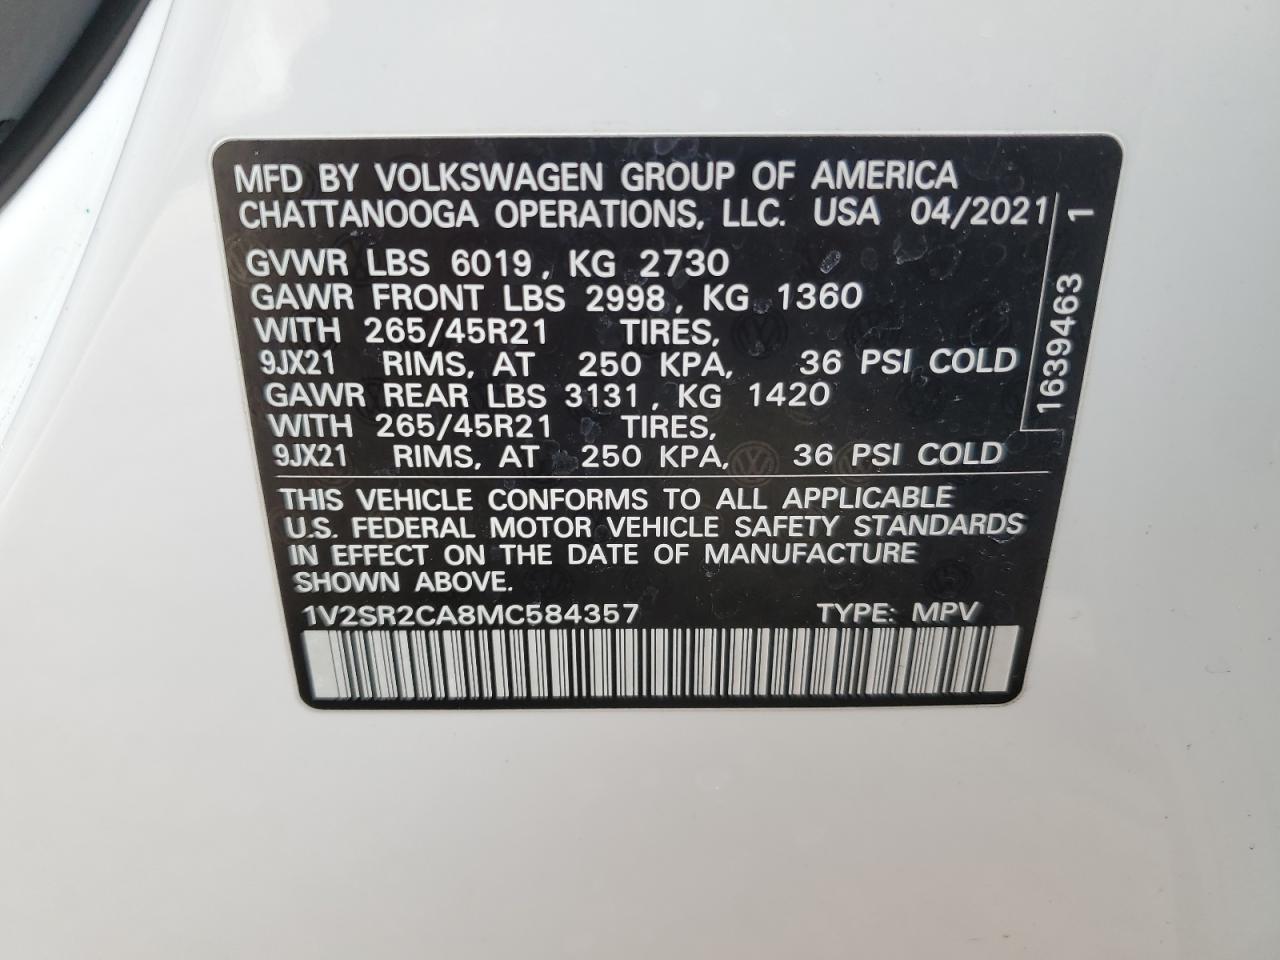 MFD BY VOLKSWAGEN GROUP OF AMERICA
CHATTANOOGA OPERATIONS, LLC. USA 04/2021
GVWR LBS 6019, KG 2730
GAWR FRONT LBS 2998, KG 1360
WITH 265/45R21 TIRES,
9JX21 RIMS, AT 250 KPA, 36 PSI COLD
GAWR REAR LBS 3131, KG 1420
WITH 265/45R21 TIRES,
9JX21 RIMS, AT 250 KPA, 36 PSI COLD
1639463 1
THIS VEHICLE CONFORMS TO ALL APPLICABLE
U.S. FEDERAL MOTOR VEHICLE SAFETY STANDARDS
IN EFFECT ON THE DATE OF MANUFACTURE
SHOWN ABOVE.
1V2SR2CA8MC584357 TYPE: MPV